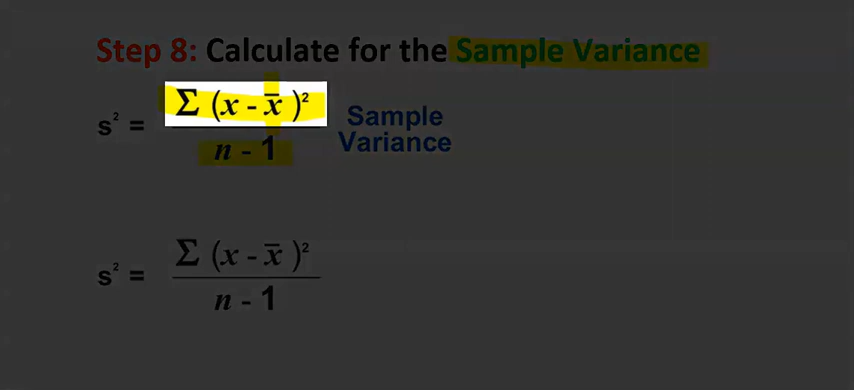 Step 8: Calculate for the Sample Variance
s² = Σ (x - x̄ )²
n - 1
Sample
Variance
s² = Σ (x - x̄ )²
n - 1